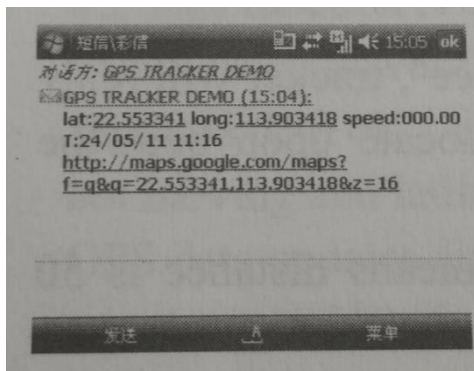 短信\彩信 15:05 ok
对话方: GPS TRACKER DEMO
GPS TRACKER DEMO (15:04):
lat:22.553341 long:113.903418 speed:000.00
T:24/05/11 11:16
http://maps.google.com/maps?
f=q&q=22.553341,113.903418&z=16
发送 菜单